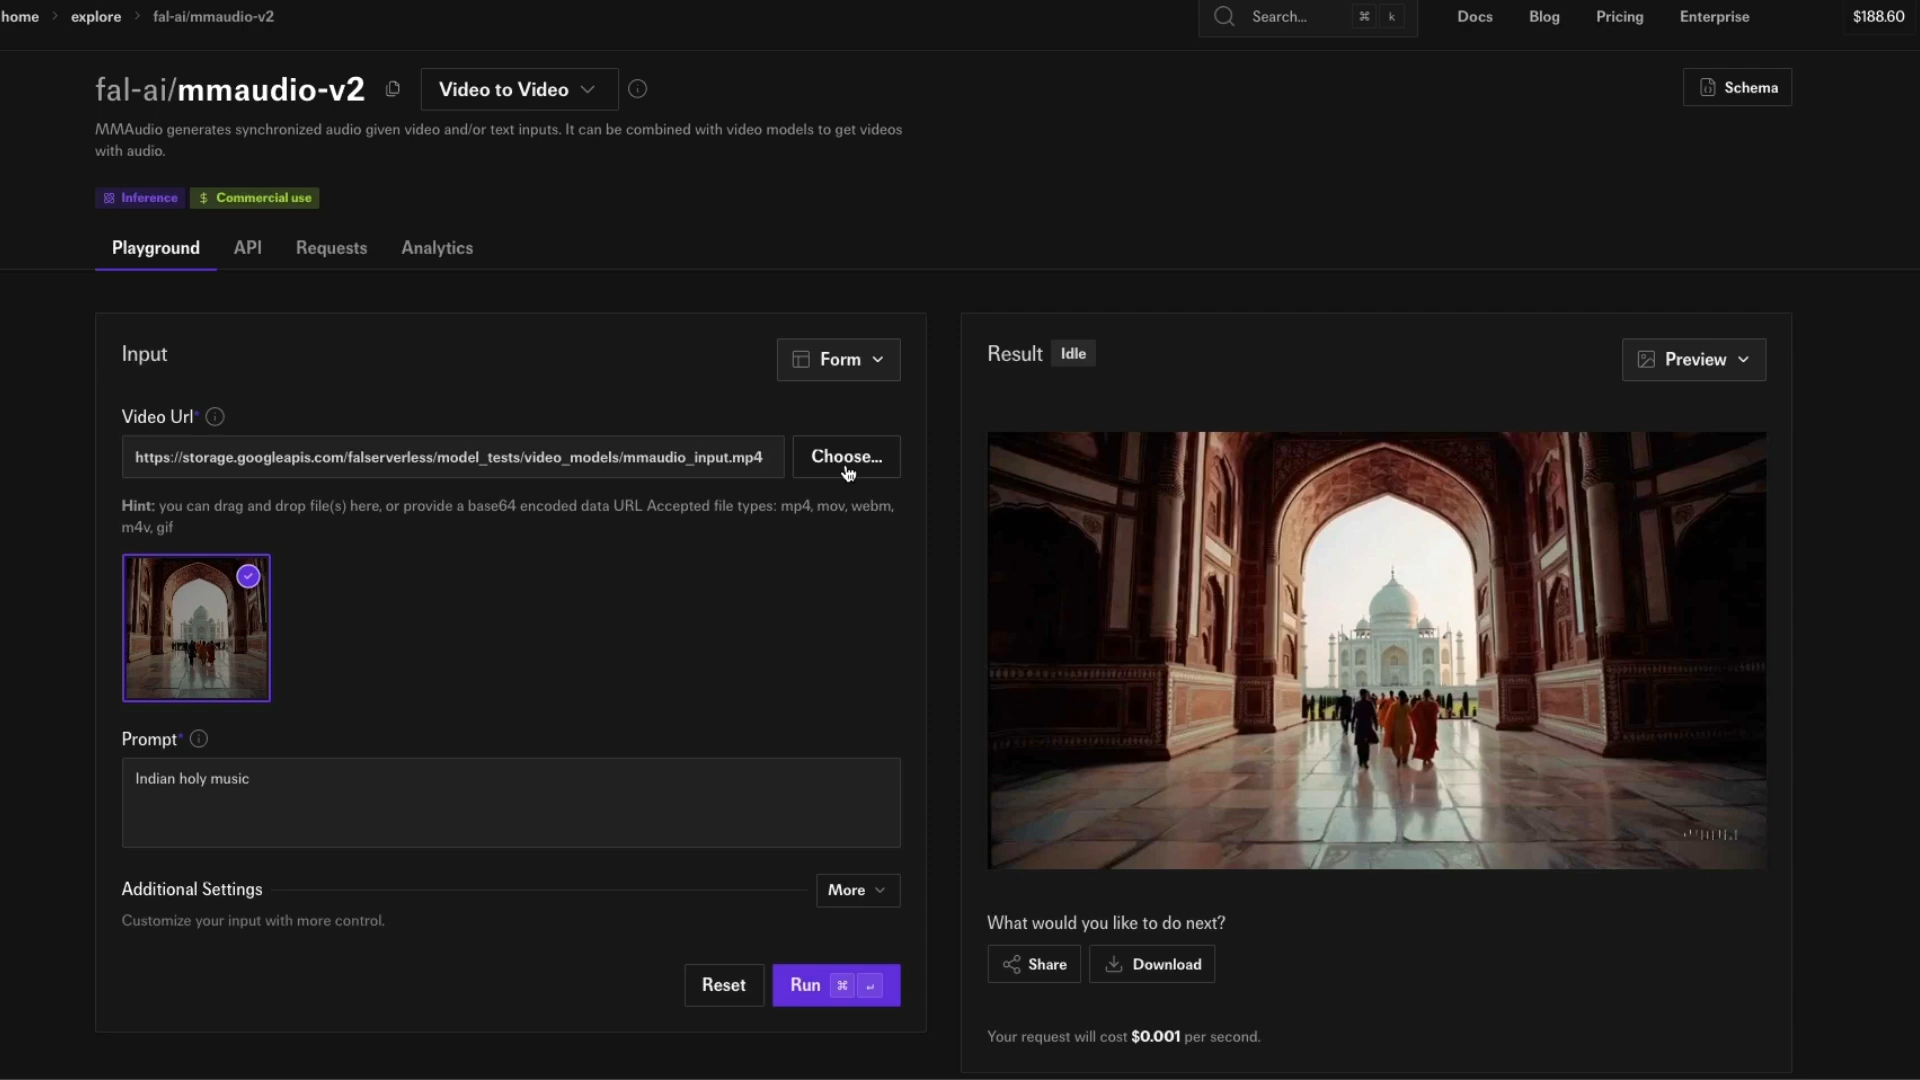 home > explore > fal-ai/mmaudio-v2
Search... ⌘ k
Docs
Blog
Pricing
Enterprise
$188.60
fal-ai/mmaudio-v2
Video to Video
Schema
MMAudio generates synchronized audio given video and/or text inputs. It can be combined with video models to get videos
with audio.
Inference
$ Commercial use
Playground
API
Requests
Analytics
Input
Form
Video Url*
https://storage.googleapis.com/falserverless/model_tests/video_models/mmaudio_input.mp4
Choose...
Hint: you can drag and drop file(s) here, or provide a base64 encoded data URL Accepted file types: mp4, mov, webm,
m4v, gif
Prompt*
Indian holy music
Additional Settings
More
Customize your input with more control.
Reset
Run ⌘ ↵
Result
Idle
Preview
What would you like to do next?
Share
Download
Your request will cost $0.001 per second.